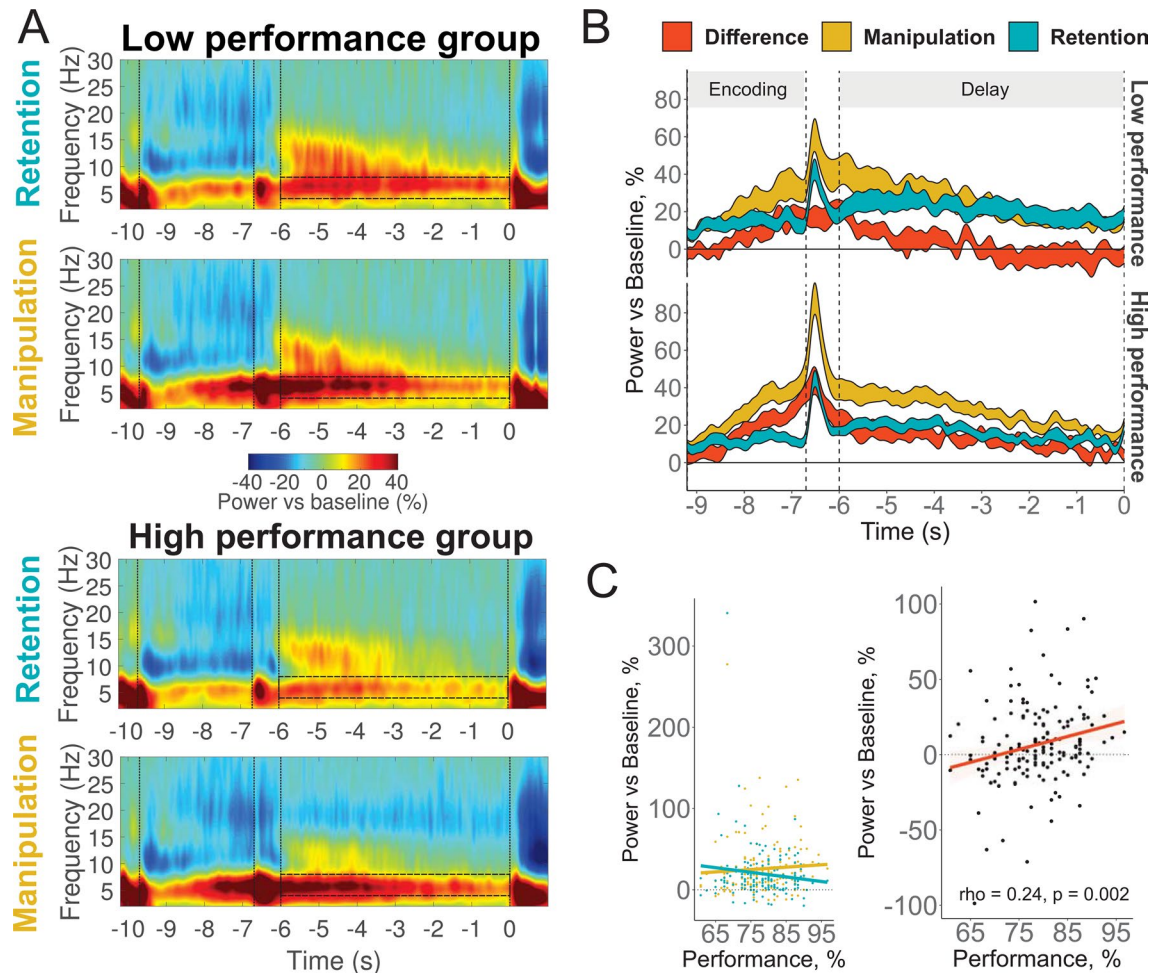 A
Low performance group
Retention
Frequency (Hz)
30
25
20
15
10
5
-10 -9 -8 -7 -6 -5 -4 -3 -2 -1 0
Manipulation
Frequency (Hz)
30
25
20
15
10
5
-10 -9 -8 -7 -6 -5 -4 -3 -2 -1 0
-40 -20 0 20 40
Power vs baseline (%)
High performance group
Retention
Frequency (Hz)
30
25
20
15
10
5
-10 -9 -8 -7 -6 -5 -4 -3 -2 -1 0
Manipulation
Frequency (Hz)
30
25
20
15
10
5
-10 -9 -8 -7 -6 -5 -4 -3 -2 -1 0
Time (s)
B
Difference Manipulation Retention
Encoding Delay
Power vs Baseline, %
80
60
40
20
0
Low performance
80
60
40
20
0
High performance
-9 -8 -7 -6 -5 -4 -3 -2 -1 0
Time (s)
C
Power vs Baseline, %
300
200
100
0
65 75 85 95
Performance, %
Power vs Baseline, %
100
50
0
-50
-100
rho = 0.24, p = 0.002
65 75 85 95
Performance, %